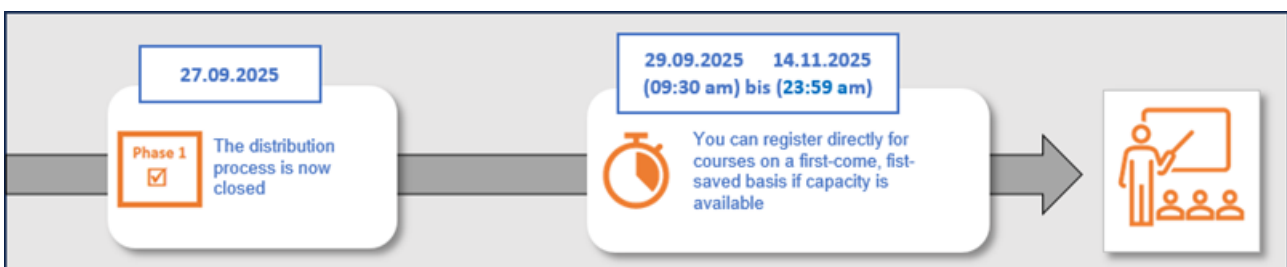 27.09.2025
Phase 1
The distribution
process is now
closed
29.09.2025 14.11.2025
(09:30 am) bis (23:59 am)
You can register directly for
courses on a first-come, fist-
saved basis if capacity is
available